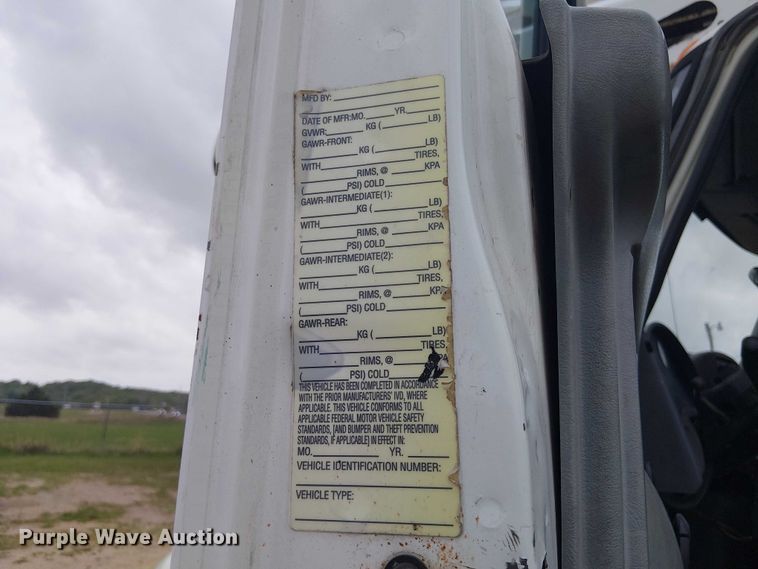 MFD BY:
DATE OF MFR:MO. YR.
GVWR: KG ( LB)
GAWR-FRONT:
KG ( LB)
WITH TIRES,
RIMS, @ KPA
( PSI) COLD
GAWR-INTERMEDIATE(1):
KG ( LB)
WITH TIRES,
RIMS, @ KPA
( PSI) COLD
GAWR-INTERMEDIATE(2):
KG ( LB)
WITH TIRES,
RIMS, @ KPA
( PSI) COLD
GAWR-REAR:
KG ( LB)
WITH TIRES,
RIMS, @
( PSI) COLD
THIS VEHICLE HAS BEEN COMPLETED IN ACCORDANCE
WITH THE PRIOR MANUFACTURERS' IVD, WHERE
APPLICABLE. THIS VEHICLE CONFORMS TO ALL
APPLICABLE FEDERAL MOTOR VEHICLE SAFETY
STANDARDS, [AND BUMPER AND THEFT PREVENTION
STANDARDS, IF APPLICABLE] IN EFFECT IN:
MO. YR.
VEHICLE IDENTIFICATION NUMBER:
VEHICLE TYPE:
Purple Wave Auction